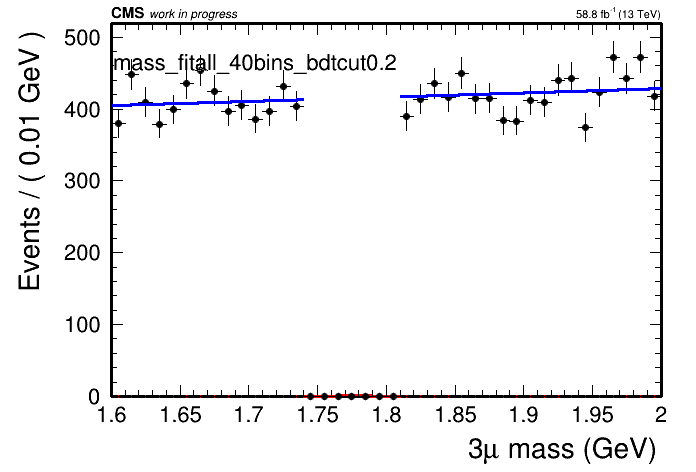 CMS work in progress
58.8 fb-1 (13 TeV)
mass_fitall_40bins_bdtcut0.2
Events / ( 0.01 GeV )
500
400
300
200
100
0
1.6 1.65 1.7 1.75 1.8 1.85 1.9 1.95 2
3μ mass (GeV)